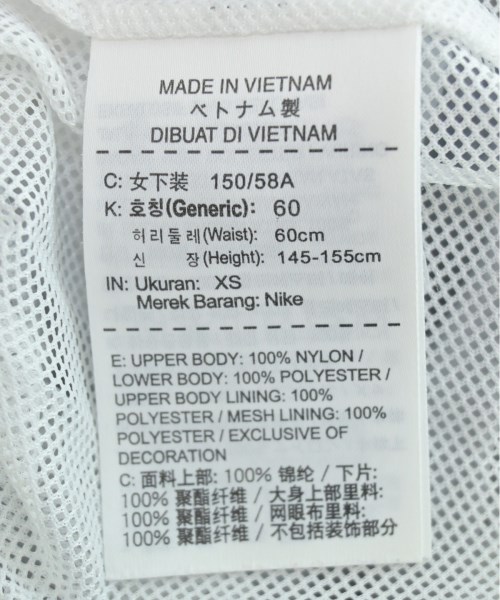 MADE IN VIETNAM
ベトナム製
DIBUAT DI VIETNAM
C: 女下装 150/58A
K: 호칭(Generic): 60
허리둘레(Waist): 60cm
신 장(Height): 145-155cm
IN: Ukuran: XS
Merek Barang: Nike
E: UPPER BODY: 100% NYLON /
LOWER BODY: 100% POLYESTER /
UPPER BODY LINING: 100%
POLYESTER / MESH LINING: 100%
POLYESTER / EXCLUSIVE OF
DECORATION
C: 面料上部: 100% 锦纶 / 下片:
100% 聚酯纤维 / 大身上部里料:
100% 聚酯纤维 / 网眼布里料:
100% 聚酯纤维 / 不包括装饰部分